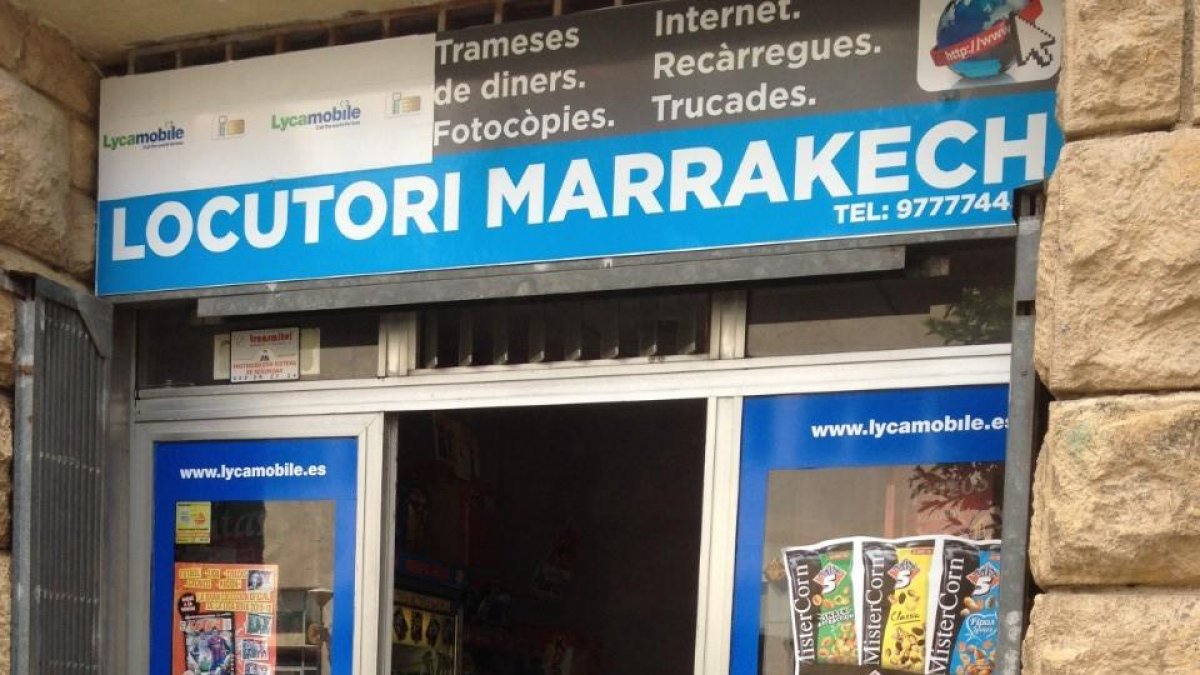 Trameses
de diners.
Fotocòpies.
Internet.
Recàrregues.
Trucades.
http://www
Lycamobile
Lycamobile
LOCUTORI MARRAKECH
TEL: 9777744
www.lycamobile.es
www.lycamobile.es
MisterCorn
MisterCorn
Classic
MisterCorn